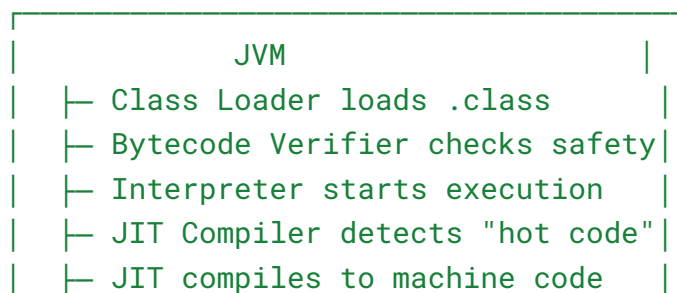 ┌────────────────────────────────────────
│           JVM                      │
│  ├─ Class Loader loads .class      │
│  ├─ Bytecode Verifier checks safety│
│  ├─ Interpreter starts execution   │
│  ├─ JIT Compiler detects "hot code"│
│  ├─ JIT compiles to machine code   │